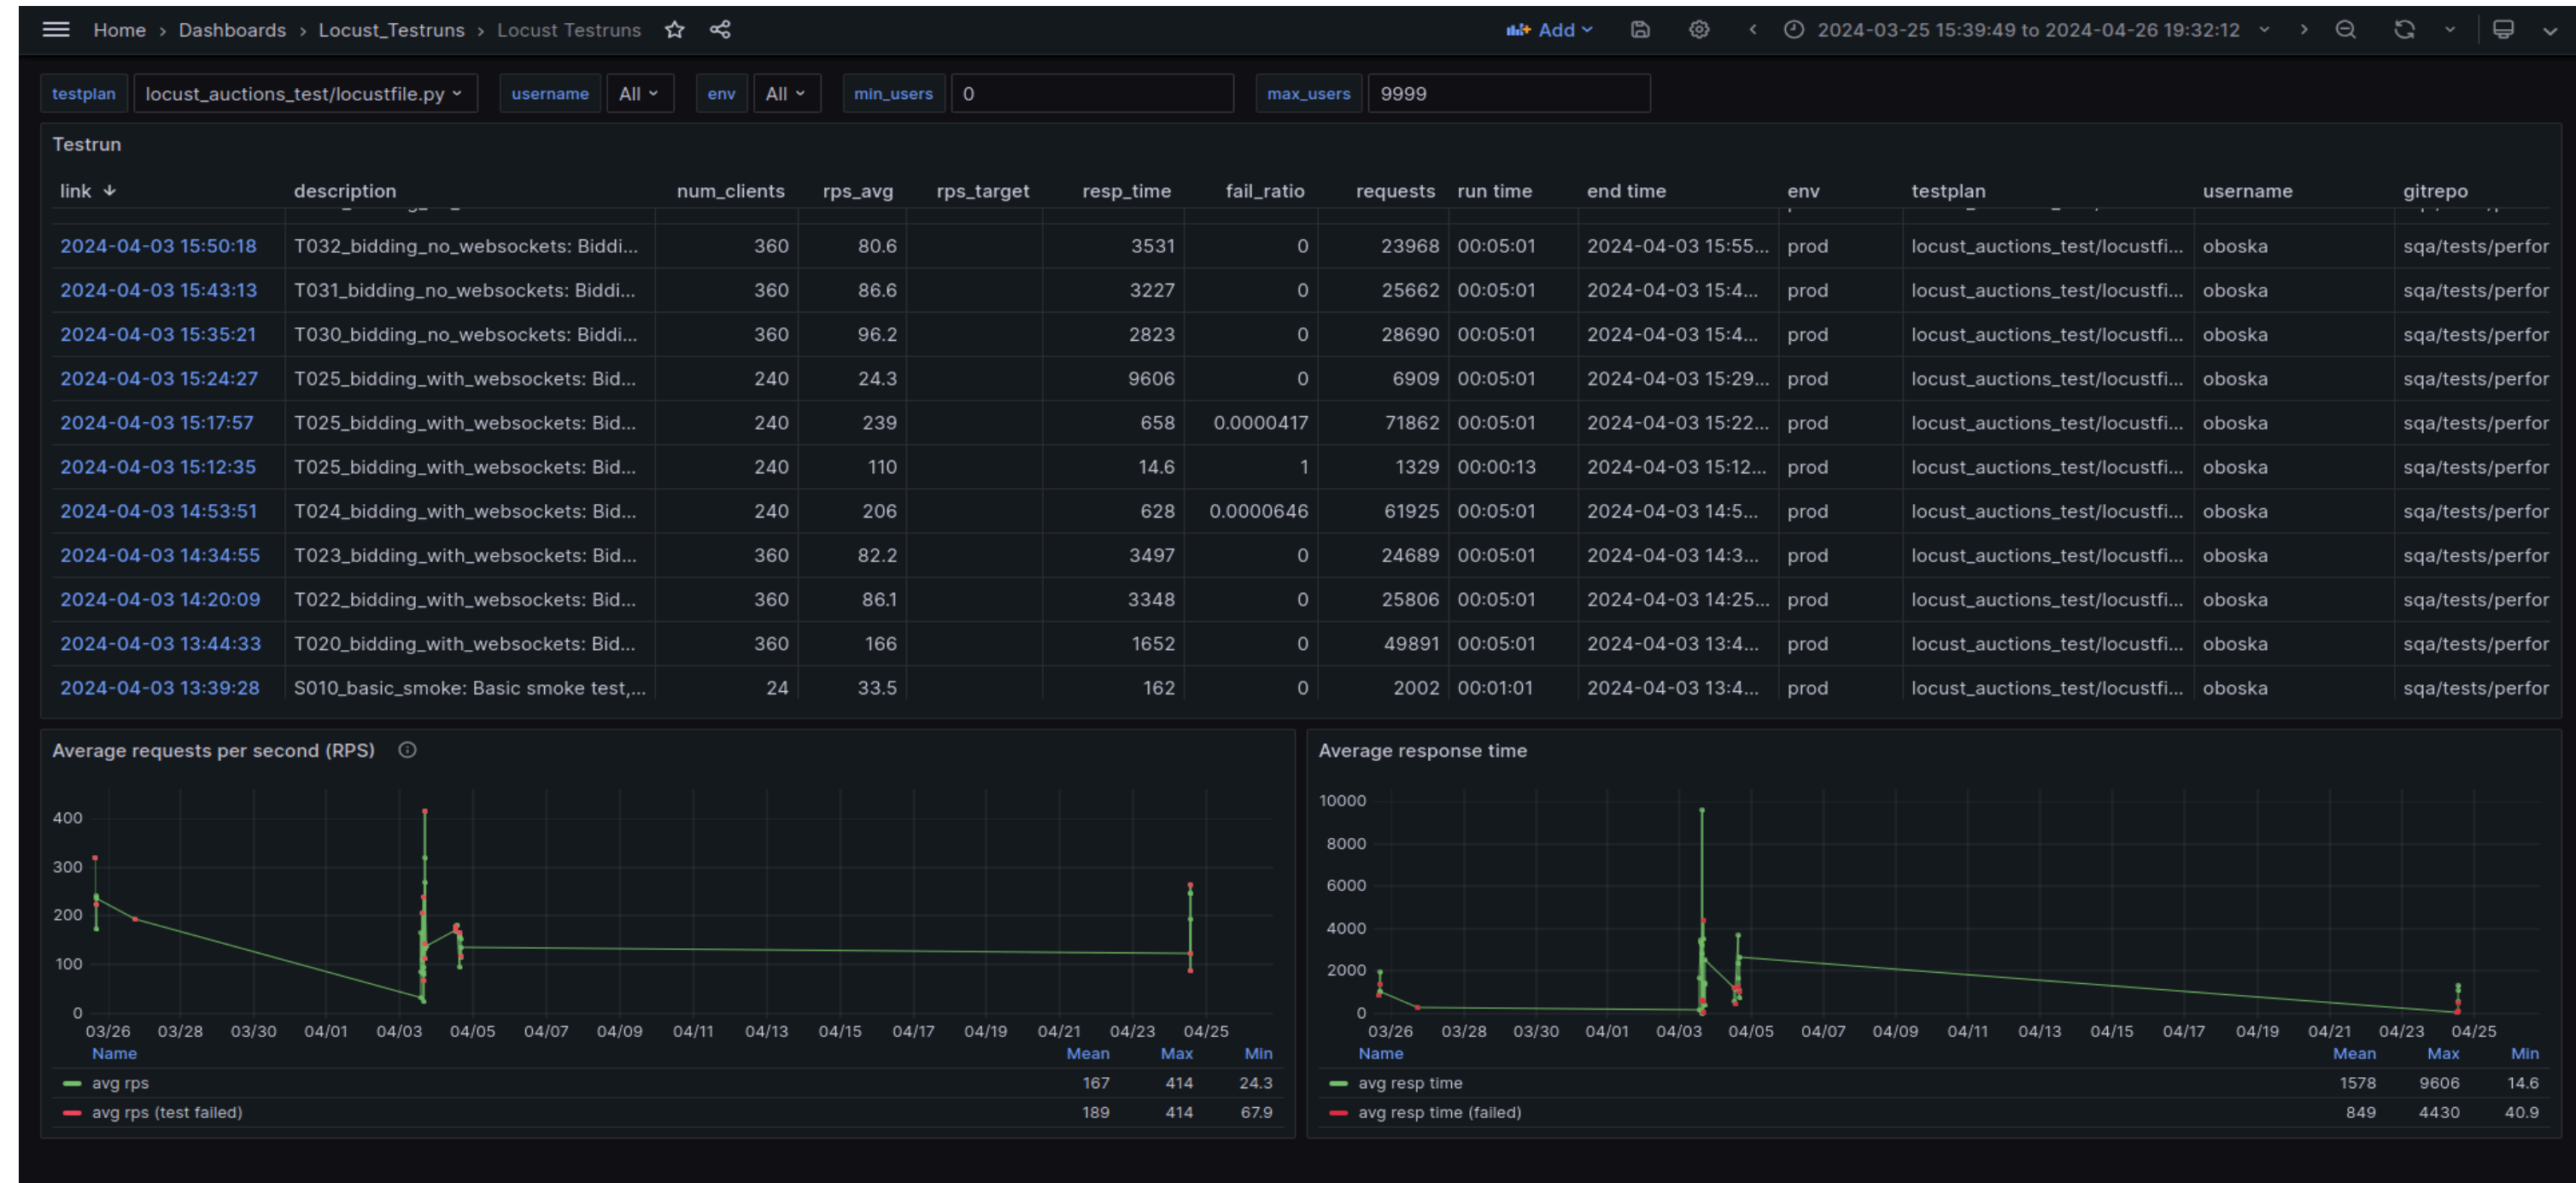 Home › Dashboards › Locust_Testruns › Locust Testruns Add 2024-03-25 15:39:49 to 2024-04-26 19:32:12
testplan locust_auctions_test/locustfile.py username All env All min_users 0 max_users 9999
Testrun
link ↓ description num_clients rps_avg rps_target resp_time fail_ratio requests run time end time env testplan username gitrepo
2024-04-03 15:50:18 T032_bidding_no_websockets: Biddi... 360 80.6 3531 0 23968 00:05:01 2024-04-03 15:55... prod locust_auctions_test/locustfi... oboska sqa/tests/perfor
2024-04-03 15:43:13 T031_bidding_no_websockets: Biddi... 360 86.6 3227 0 25662 00:05:01 2024-04-03 15:4... prod locust_auctions_test/locustfi... oboska sqa/tests/perfor
2024-04-03 15:35:21 T030_bidding_no_websockets: Biddi... 360 96.2 2823 0 28690 00:05:01 2024-04-03 15:4... prod locust_auctions_test/locustfi... oboska sqa/tests/perfor
2024-04-03 15:24:27 T025_bidding_with_websockets: Bid... 240 24.3 9606 0 6909 00:05:01 2024-04-03 15:29... prod locust_auctions_test/locustfi... oboska sqa/tests/perfor
2024-04-03 15:17:57 T025_bidding_with_websockets: Bid... 240 239 658 0.0000417 71862 00:05:01 2024-04-03 15:22... prod locust_auctions_test/locustfi... oboska sqa/tests/perfor
2024-04-03 15:12:35 T025_bidding_with_websockets: Bid... 240 110 14.6 1 1329 00:00:13 2024-04-03 15:12... prod locust_auctions_test/locustfi... oboska sqa/tests/perfor
2024-04-03 14:53:51 T024_bidding_with_websockets: Bid... 240 206 628 0.0000646 61925 00:05:01 2024-04-03 14:5... prod locust_auctions_test/locustfi... oboska sqa/tests/perfor
2024-04-03 14:34:55 T023_bidding_with_websockets: Bid... 360 82.2 3497 0 24689 00:05:01 2024-04-03 14:3... prod locust_auctions_test/locustfi... oboska sqa/tests/perfor
2024-04-03 14:20:09 T022_bidding_with_websockets: Bid... 360 86.1 3348 0 25806 00:05:01 2024-04-03 14:25... prod locust_auctions_test/locustfi... oboska sqa/tests/perfor
2024-04-03 13:44:33 T020_bidding_with_websockets: Bid... 360 166 1652 0 49891 00:05:01 2024-04-03 13:4... prod locust_auctions_test/locustfi... oboska sqa/tests/perfor
2024-04-03 13:39:28 S010_basic_smoke: Basic smoke test,... 24 33.5 162 0 2002 00:01:01 2024-04-03 13:4... prod locust_auctions_test/locustfi... oboska sqa/tests/perfor
Average requests per second (RPS)
400
300
200
100
0
03/26 03/28 03/30 04/01 04/03 04/05 04/07 04/09 04/11 04/13 04/15 04/17 04/19 04/21 04/23 04/25
Name Mean Max Min
avg rps 167 414 24.3
avg rps (test failed) 189 414 67.9
Average response time
10000
8000
6000
4000
2000
0
03/26 03/28 03/30 04/01 04/03 04/05 04/07 04/09 04/11 04/13 04/15 04/17 04/19 04/21 04/23 04/25
Name Mean Max Min
avg resp time 1578 9606 14.6
avg resp time (failed) 849 4430 40.9